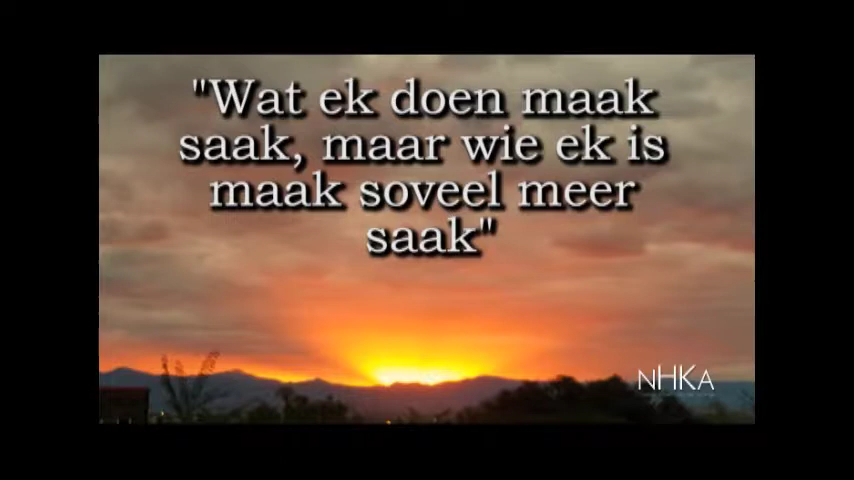 "Wat ek doen maak
saak, maar wie ek is
maak soveel meer
saak"
NHKA